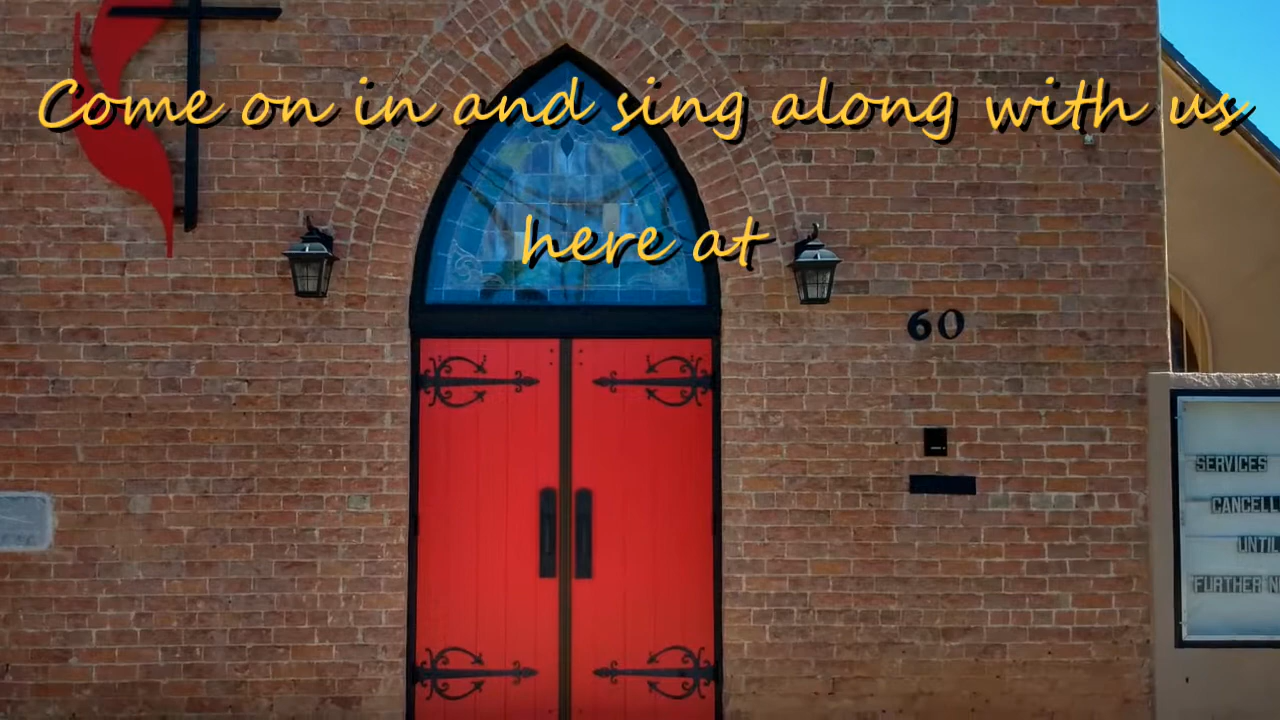 Come on in and sing along with us
here at
60
SERVICES
CANCELL
UNTIL
FURTHER N